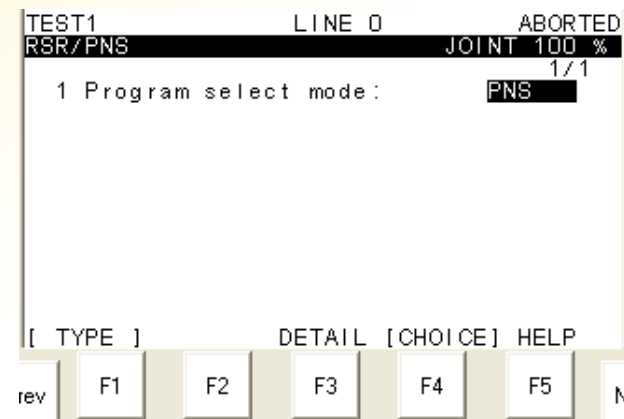 TEST1 LINE 0 ABORTED
RSR/PNS JOINT 100 %
1/1
1 Program select mode: PNS
[ TYPE ] DETAIL [CHOICE] HELP
rev F1 F2 F3 F4 F5 N